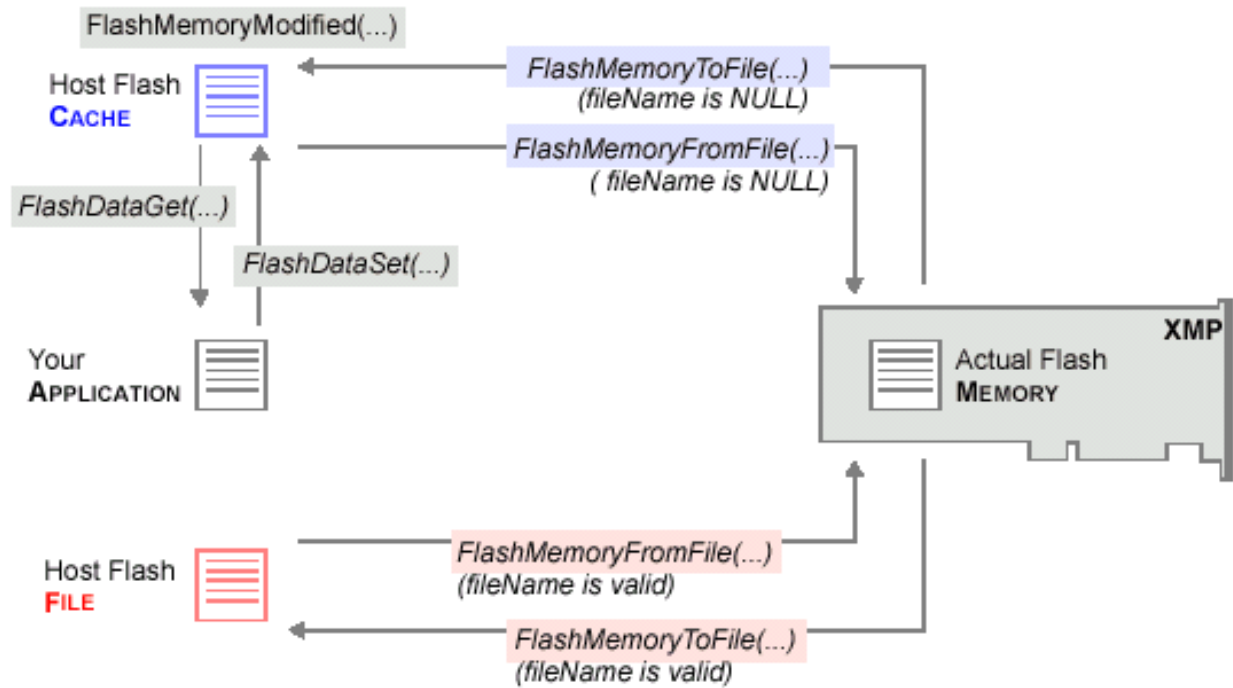 FlashMemoryModified(...)
Host Flash
CACHE
FlashMemoryToFile(...)
(fileName is NULL)
FlashMemoryFromFile(...)
( fileName is NULL)
FlashDataGet(...)
FlashDataSet(...)
Your
APPLICATION
XMP
Actual Flash
MEMORY
Host Flash
FILE
FlashMemoryFromFile(...)
(fileName is valid)
FlashMemoryToFile(...)
(fileName is valid)